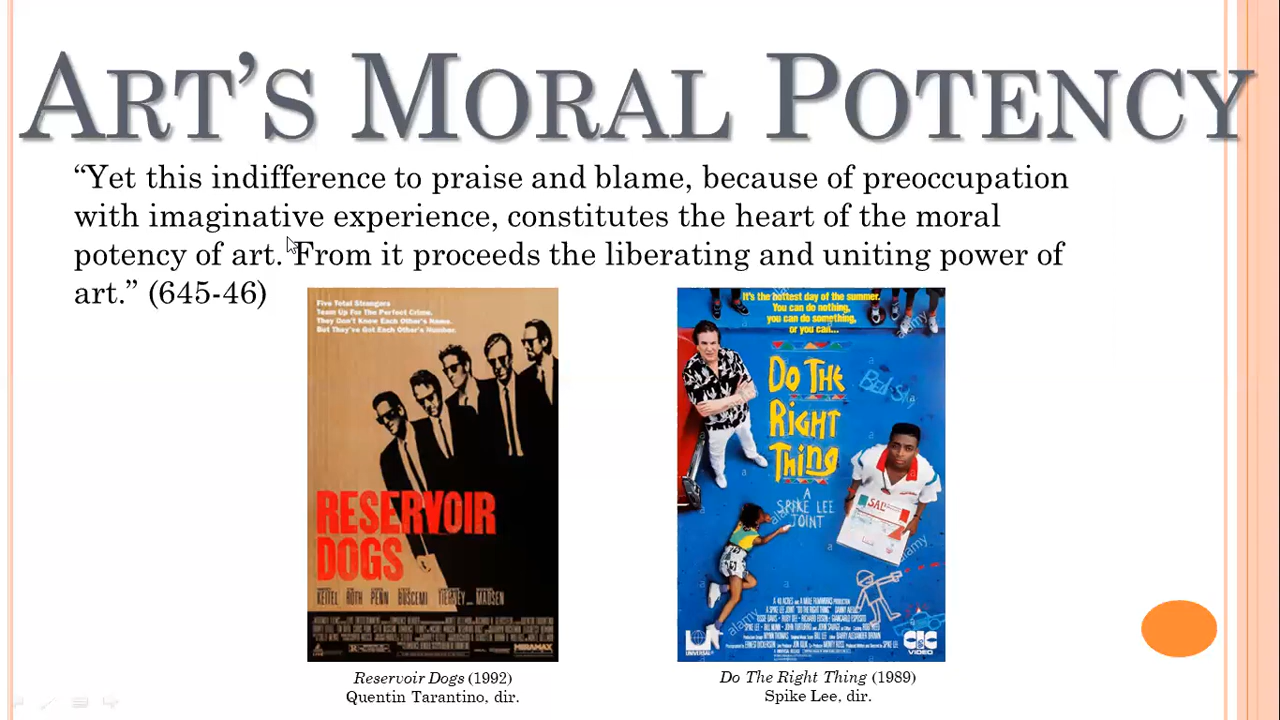 ART'S MORAL POTENCY
“Yet this indifference to praise and blame, because of preoccupation
with imaginative experience, constitutes the heart of the moral
potency of art. From it proceeds the liberating and uniting power of
art.” (645-46)
Five Total Strangers
Team Up For The Perfect Crime.
They Don't Know Each Other's Name.
But They've Got Each Other's Number.
RESERVOIR
DOGS
KEITEL ROTH PENN BUSCEMI TIERNEY MADSEN
MIRAMAX
Reservoir Dogs (1992)
Quentin Tarantino, dir.
It's the hottest day of the summer.
You can do nothing,
you can do something,
or you can...
DO THE
RIGHT
THING
A
SPIKE LEE
JOINT
SAL
alamy
alamy
alamy
UNIVERSAL
CIC
VIDEO
Do The Right Thing (1989)
Spike Lee, dir.